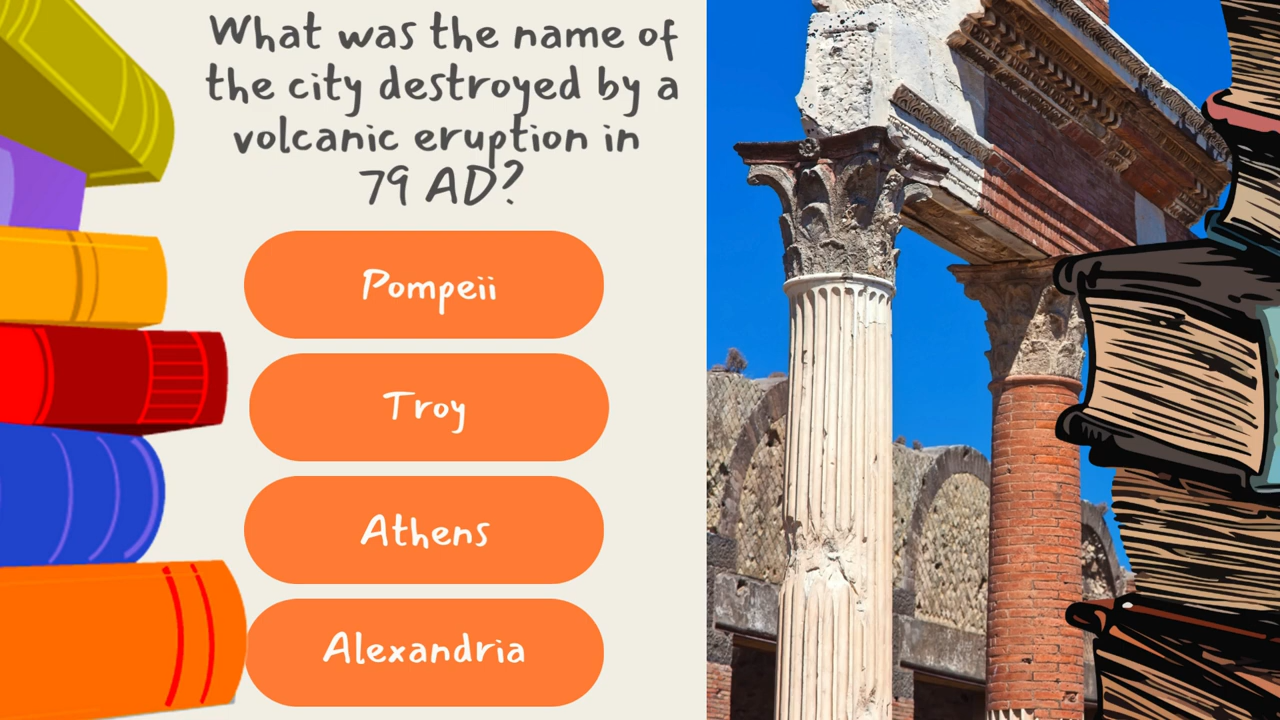 What was the name of
the city destroyed by a
volcanic eruption in
79 AD?
Pompeii
Troy
Athens
Alexandria